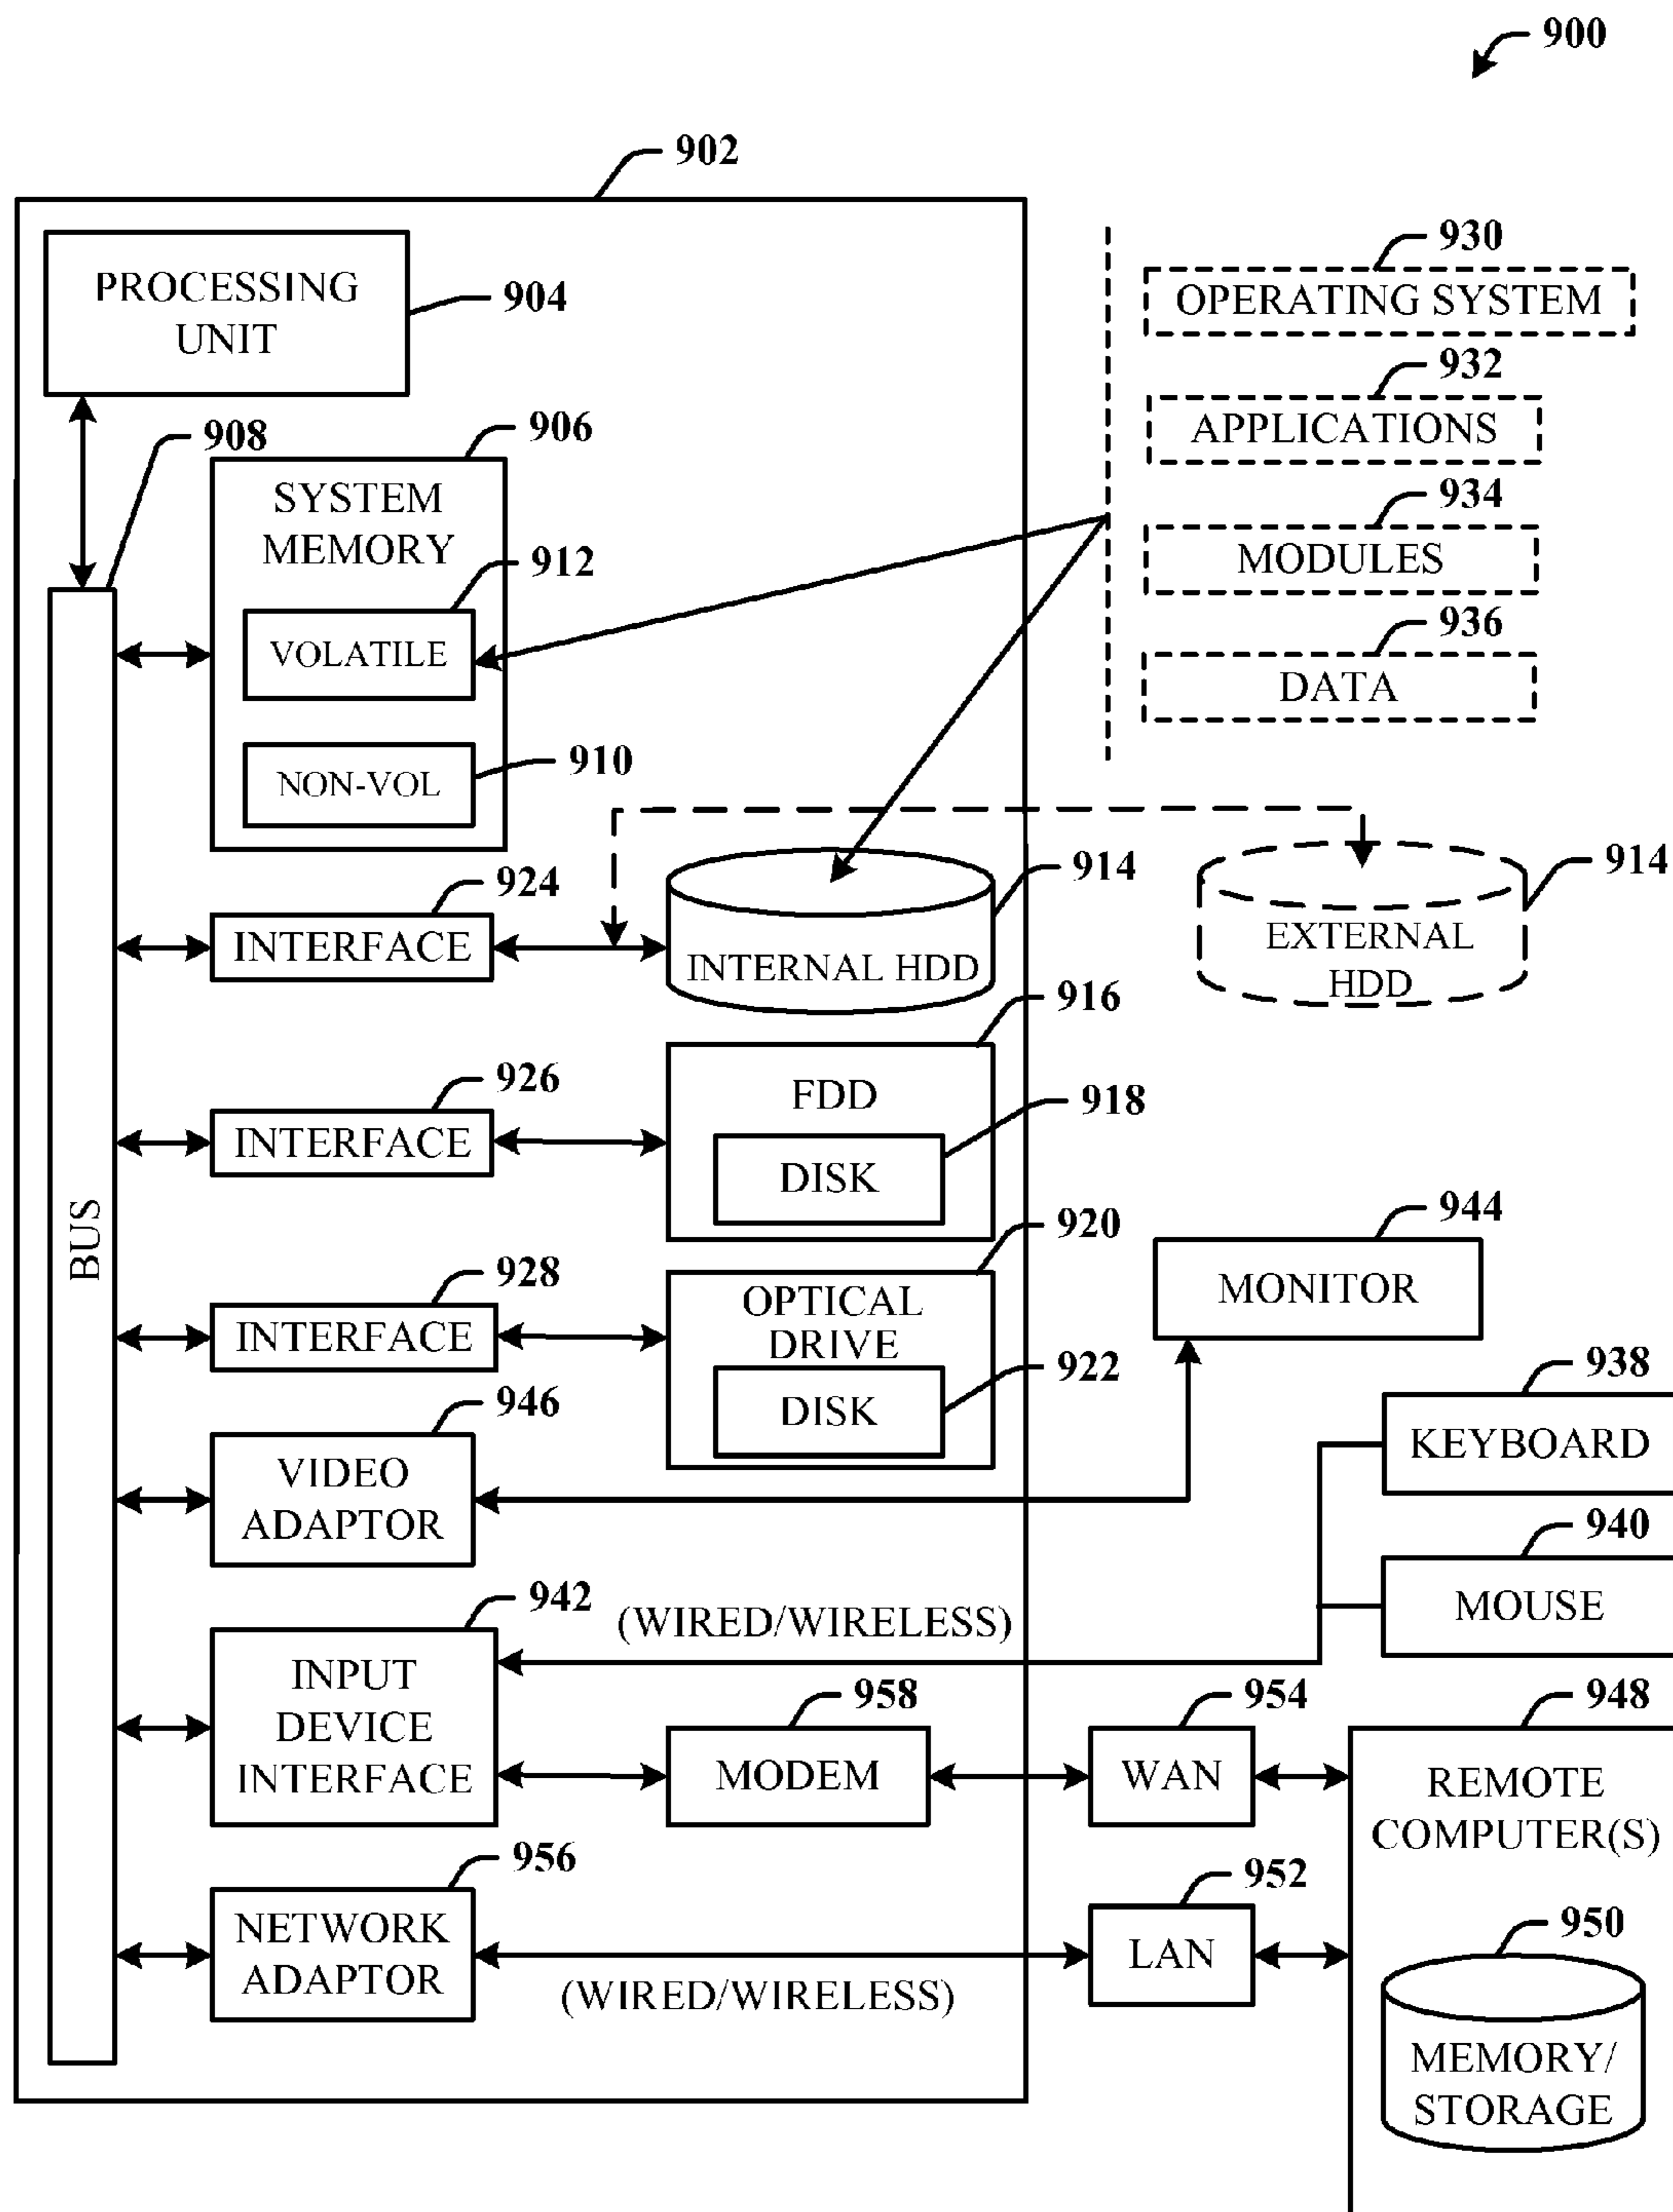 900
902
PROCESSING
UNIT
904
930
OPERATING SYSTEM
932
APPLICATIONS
934
MODULES
936
DATA
908
906
SYSTEM
MEMORY
912
VOLATILE
910
NON-VOL
924
INTERFACE
914
INTERNAL HDD
914
EXTERNAL
HDD
926
INTERFACE
916
FDD
918
DISK
BUS
928
INTERFACE
920
OPTICAL
DRIVE
922
DISK
944
MONITOR
946
VIDEO
ADAPTOR
938
KEYBOARD
940
MOUSE
942
INPUT
DEVICE
INTERFACE
(WIRED/WIRELESS)
958
MODEM
954
WAN
948
REMOTE
COMPUTER(S)
956
NETWORK
ADAPTOR
(WIRED/WIRELESS)
952
LAN
950
MEMORY/
STORAGE